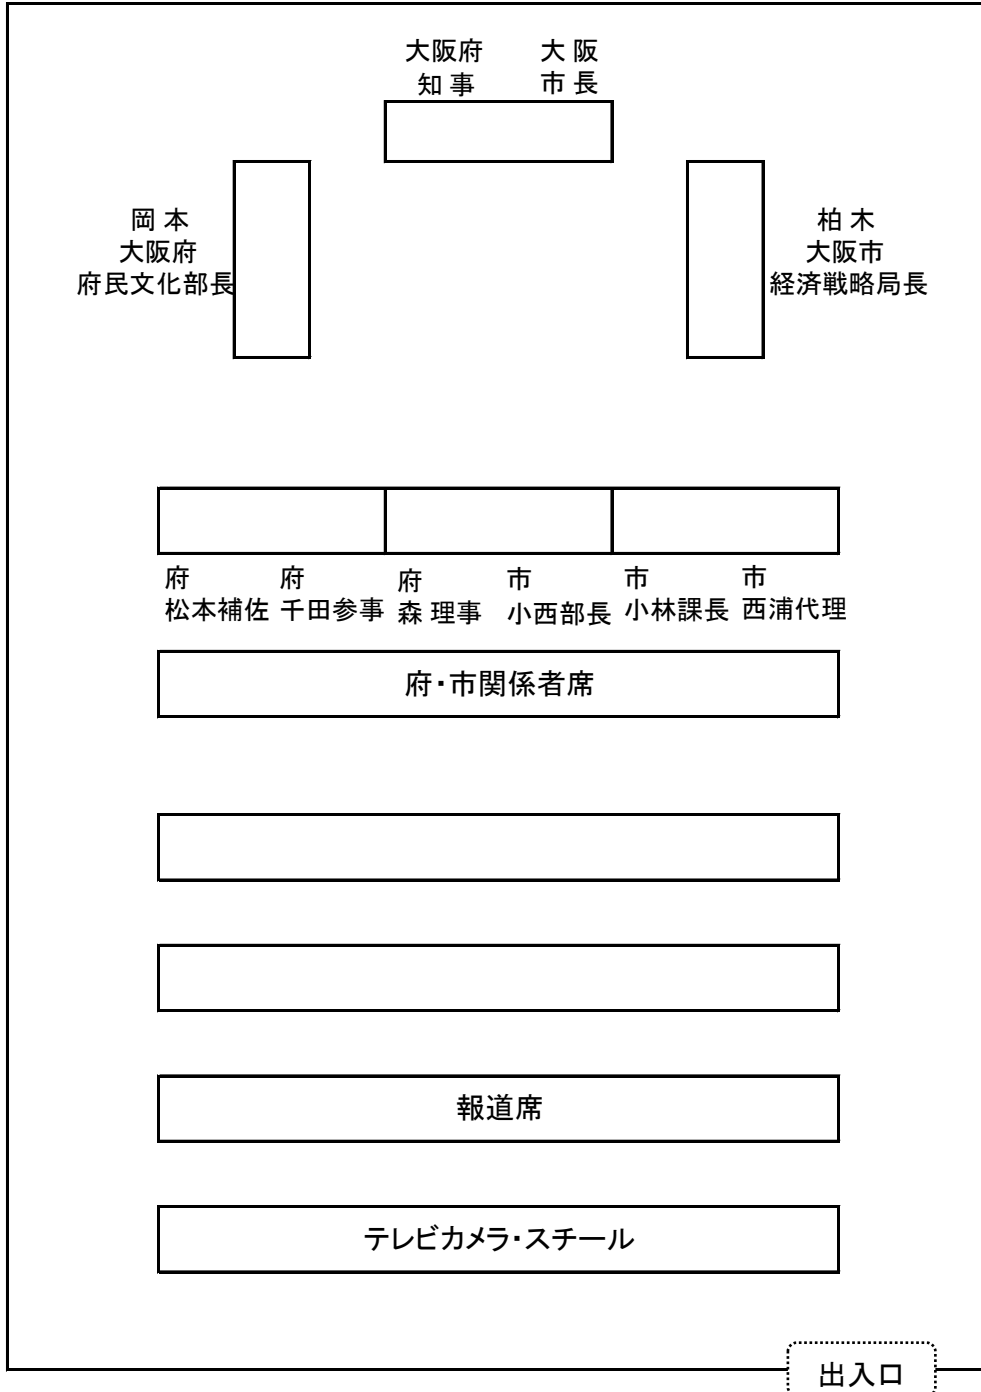 大阪府 大 阪
知 事 市 長
岡 本
大阪府
府民文化部長
柏 木
大阪市
経済戦略局長
府 府 府 市 市 市
松本補佐 千田参事 森 理事 小西部長 小林課長 西浦代理
府・市関係者席
報道席
テレビカメラ・スチール
出入口